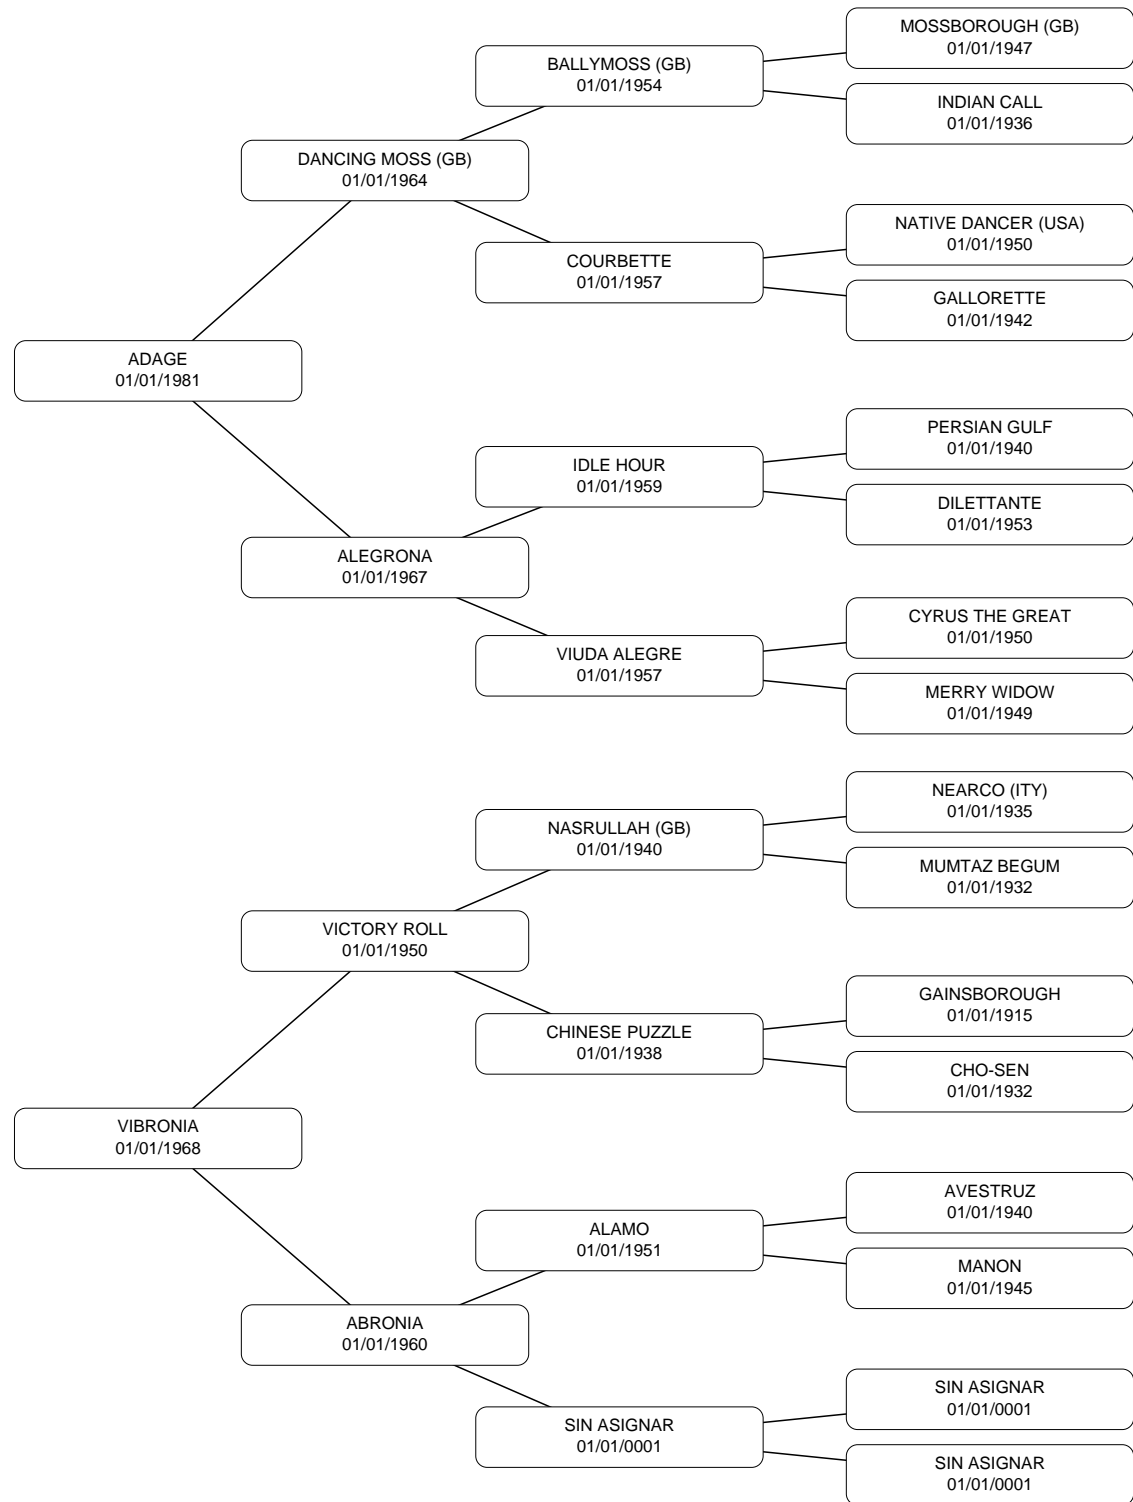 MOSSBOROUGH (GB)
01/01/1947
BALLYMOSS (GB)
01/01/1954
INDIAN CALL
01/01/1936
DANCING MOSS (GB)
01/01/1964
NATIVE DANCER (USA)
01/01/1950
COURBETTE
01/01/1957
GALLORETTE
01/01/1942
ADAGE
01/01/1981
PERSIAN GULF
01/01/1940
IDLE HOUR
01/01/1959
DILETTANTE
01/01/1953
ALEGRONA
01/01/1967
CYRUS THE GREAT
01/01/1950
VIUDA ALEGRE
01/01/1957
MERRY WIDOW
01/01/1949
NEARCO (ITY)
01/01/1935
NASRULLAH (GB)
01/01/1940
MUMTAZ BEGUM
01/01/1932
VICTORY ROLL
01/01/1950
GAINSBOROUGH
01/01/1915
CHINESE PUZZLE
01/01/1938
CHO-SEN
01/01/1932
VIBRONIA
01/01/1968
AVESTRUZ
01/01/1940
ALAMO
01/01/1951
MANON
01/01/1945
ABRONIA
01/01/1960
SIN ASIGNAR
01/01/0001
SIN ASIGNAR
01/01/0001
SIN ASIGNAR
01/01/0001